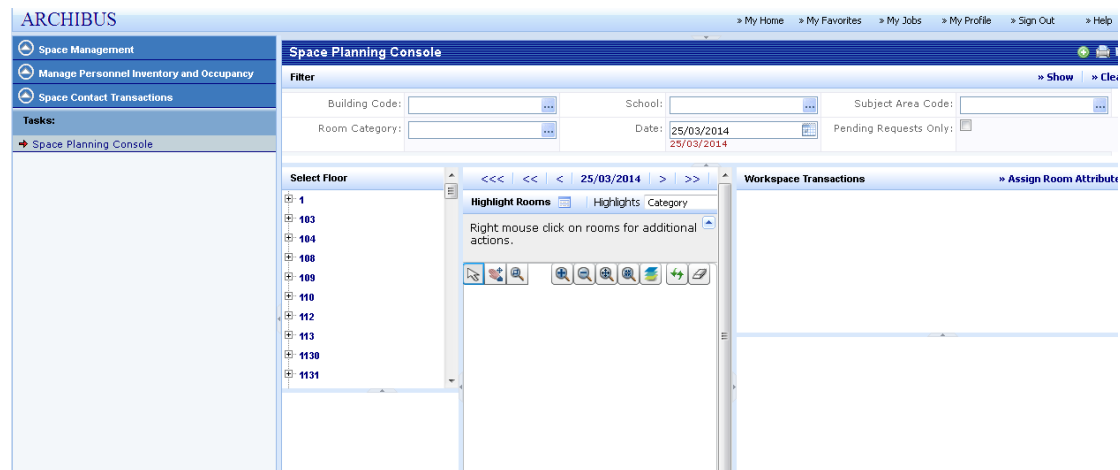 ARCHIBUS
» My Home » My Favorites » My Jobs » My Profile » Sign Out » Help
Space Management
Manage Personnel Inventory and Occupancy
Space Contact Transactions
Tasks:
Space Planning Console
Space Planning Console
Filter » Show » Clea
Building Code: ... School: ... Subject Area Code: ...
Room Category: ... Date: 25/03/2014 Pending Requests Only:
25/03/2014
Select Floor
1
103
104
108
109
110
112
113
1130
1131
<<< << < 25/03/2014 > >>
Highlight Rooms Highlights Category
Right mouse click on rooms for additional
actions.
Workspace Transactions » Assign Room Attribute